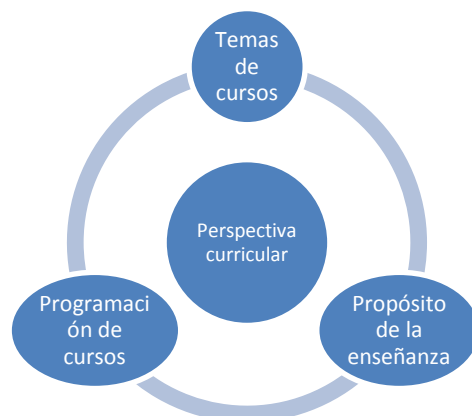 Temas
de
cursos
Perspectiva
curricular
Programaci
ón de
cursos
Propósito
de la
enseñanza